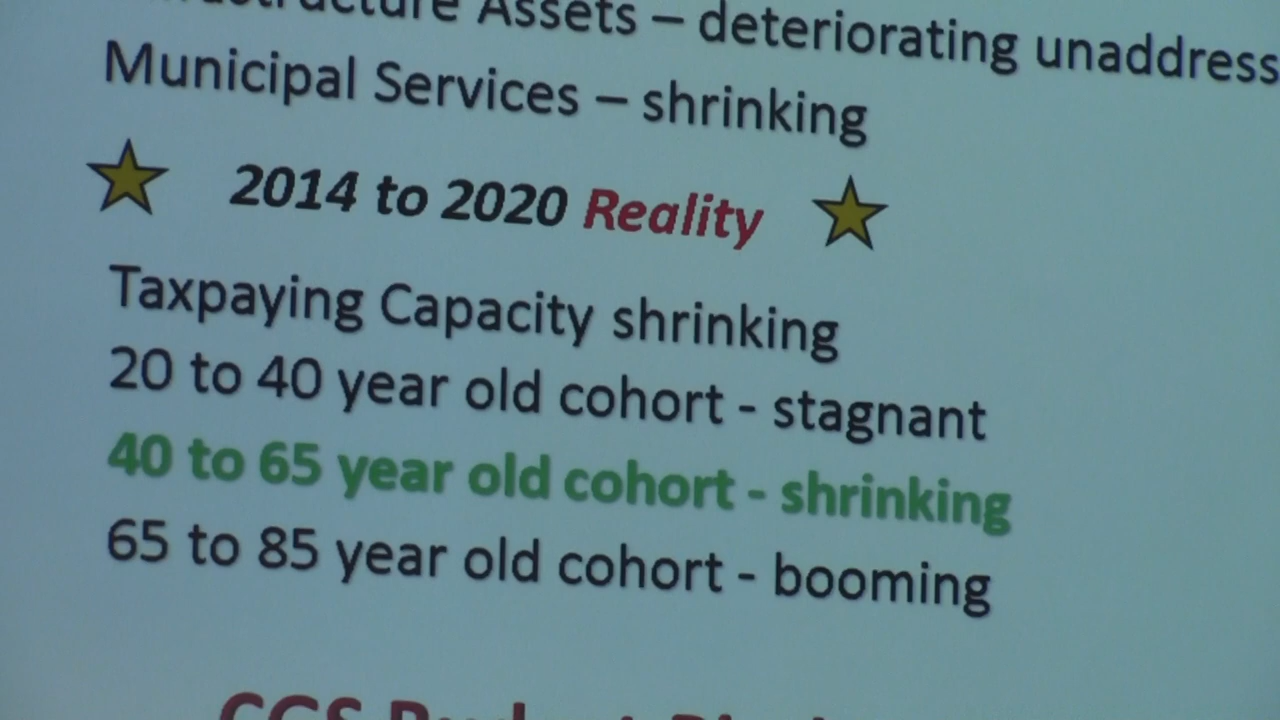 Assets – deteriorating unaddress
Municipal Services – shrinking
2014 to 2020 Reality
Taxpaying Capacity shrinking
20 to 40 year old cohort - stagnant
40 to 65 year old cohort - shrinking
65 to 85 year old cohort - booming